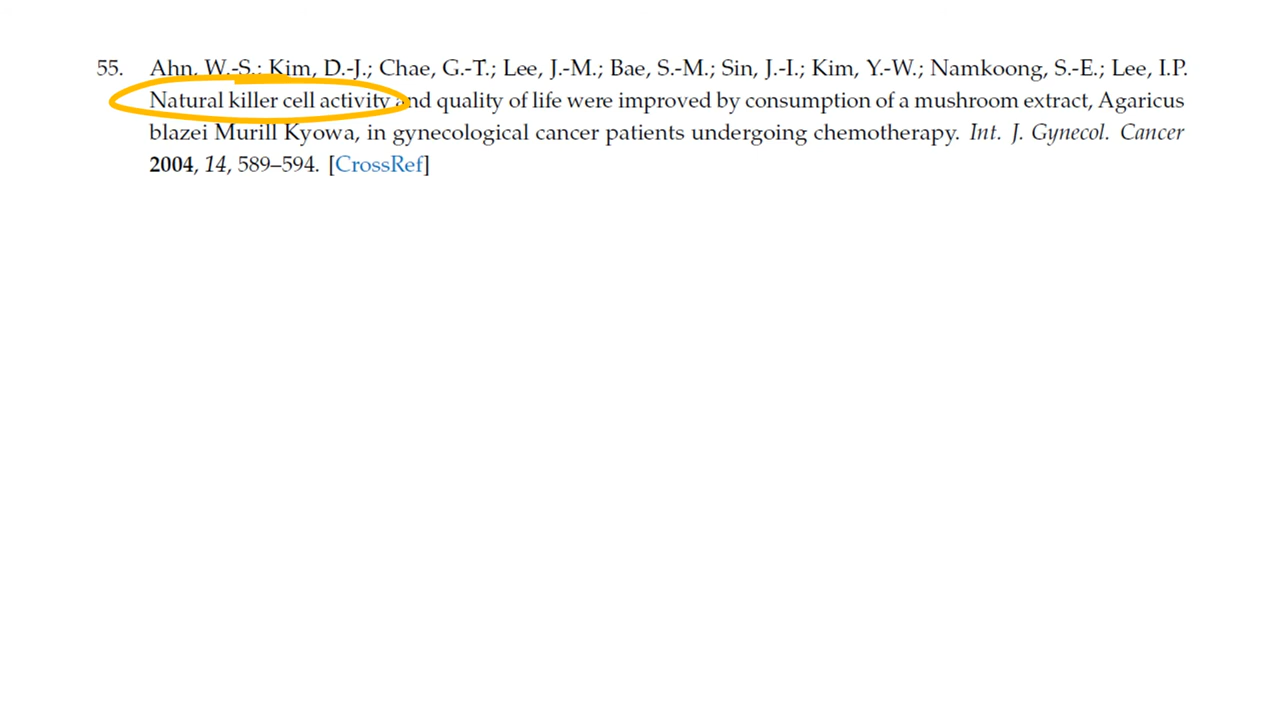 55. Ahn, W.-S.; Kim, D.-J.; Chae, G.-T.; Lee, J.-M.; Bae, S.-M.; Sin, J.-I.; Kim, Y.-W.; Namkoong, S.-E.; Lee, I.P.
Natural killer cell activity and quality of life were improved by consumption of a mushroom extract, Agaricus
blazei Murill Kyowa, in gynecological cancer patients undergoing chemotherapy. Int. J. Gynecol. Cancer
2004, 14, 589–594. [CrossRef]